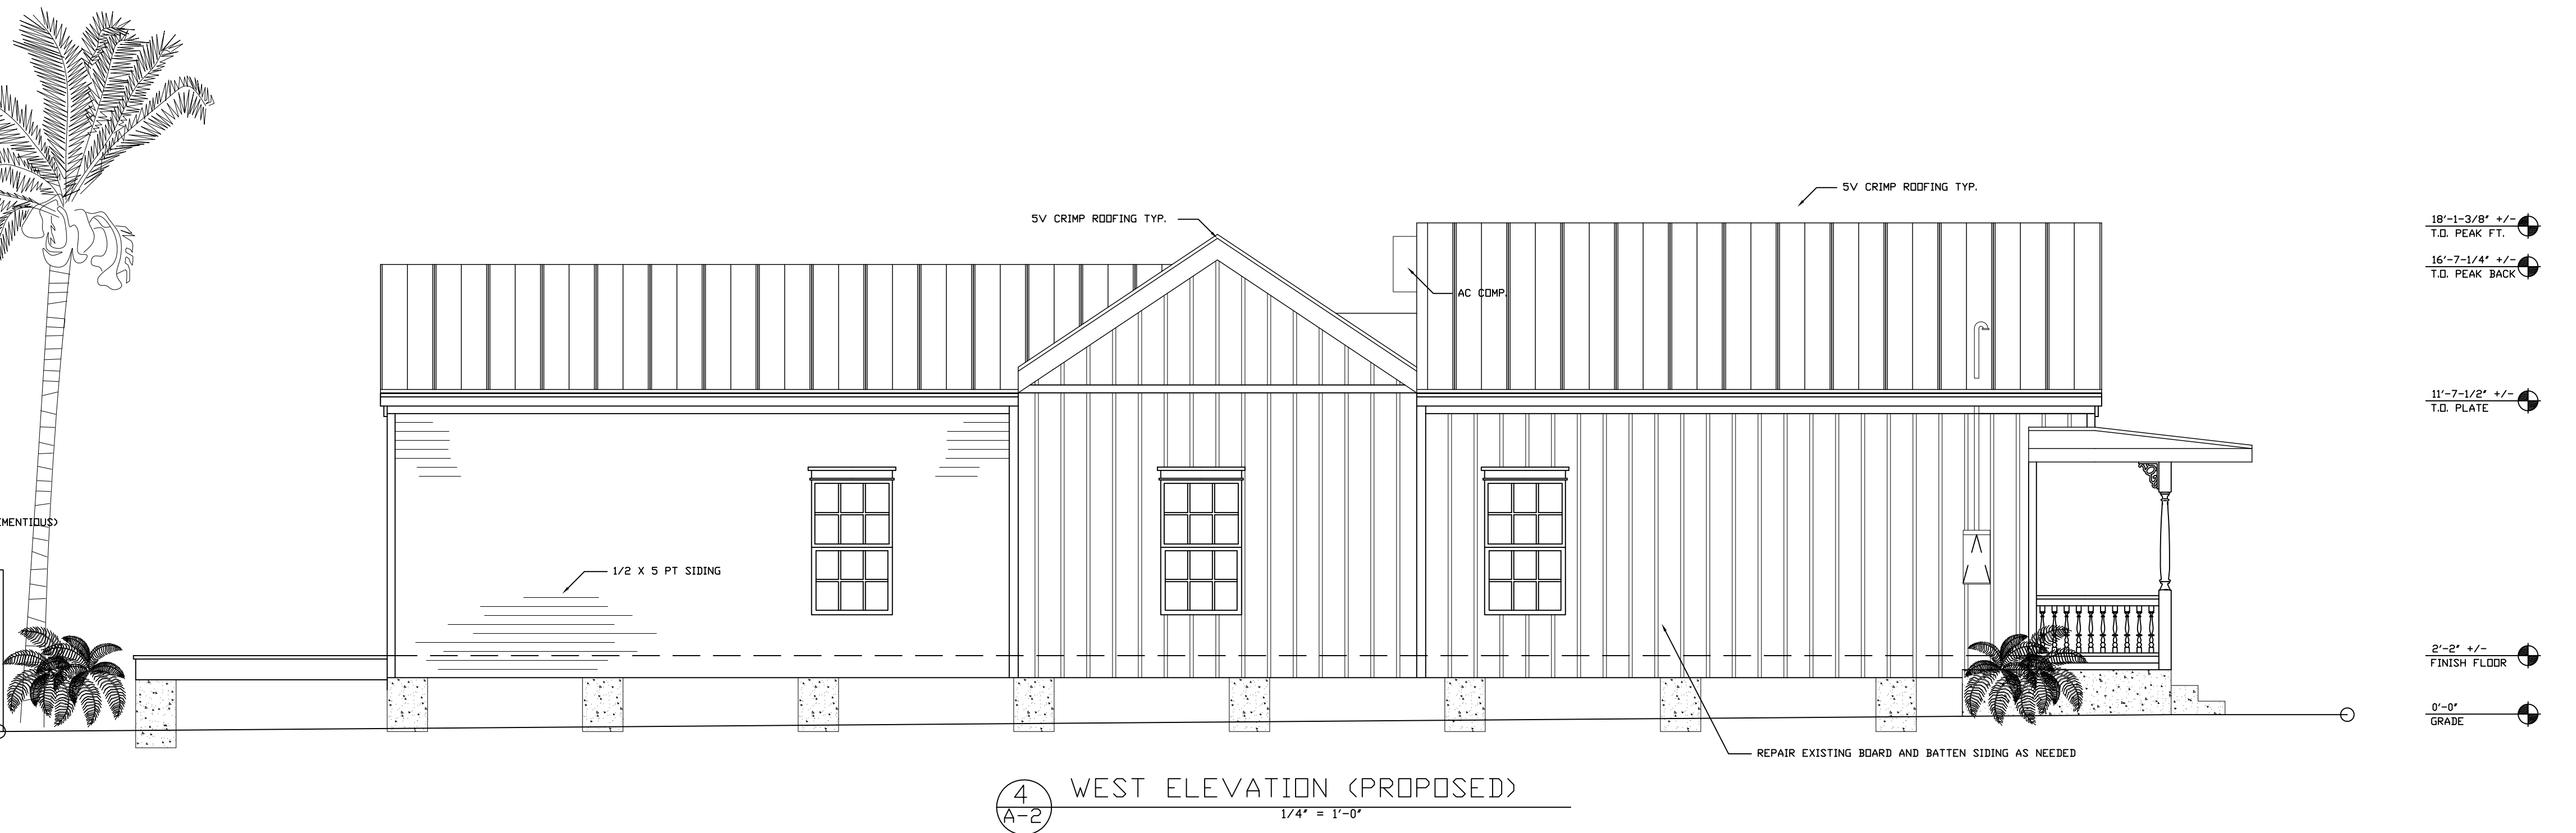 5V CRIMP ROOFING TYP.
5V CRIMP ROOFING TYP.
18'-1-3/8" +/-
T.O. PEAK FT.
16'-7-1/4" +/-
T.O. PEAK BACK
AC COMP.
11'-7-1/2" +/-
T.O. PLATE
1/2 X 5 PT SIDING
2'-2" +/-
FINISH FLOOR
0'-0"
GRADE
REPAIR EXISTING BOARD AND BATTEN SIDING AS NEEDED
4
A-2
WEST ELEVATION (PROPOSED)
1/4" = 1'-0"